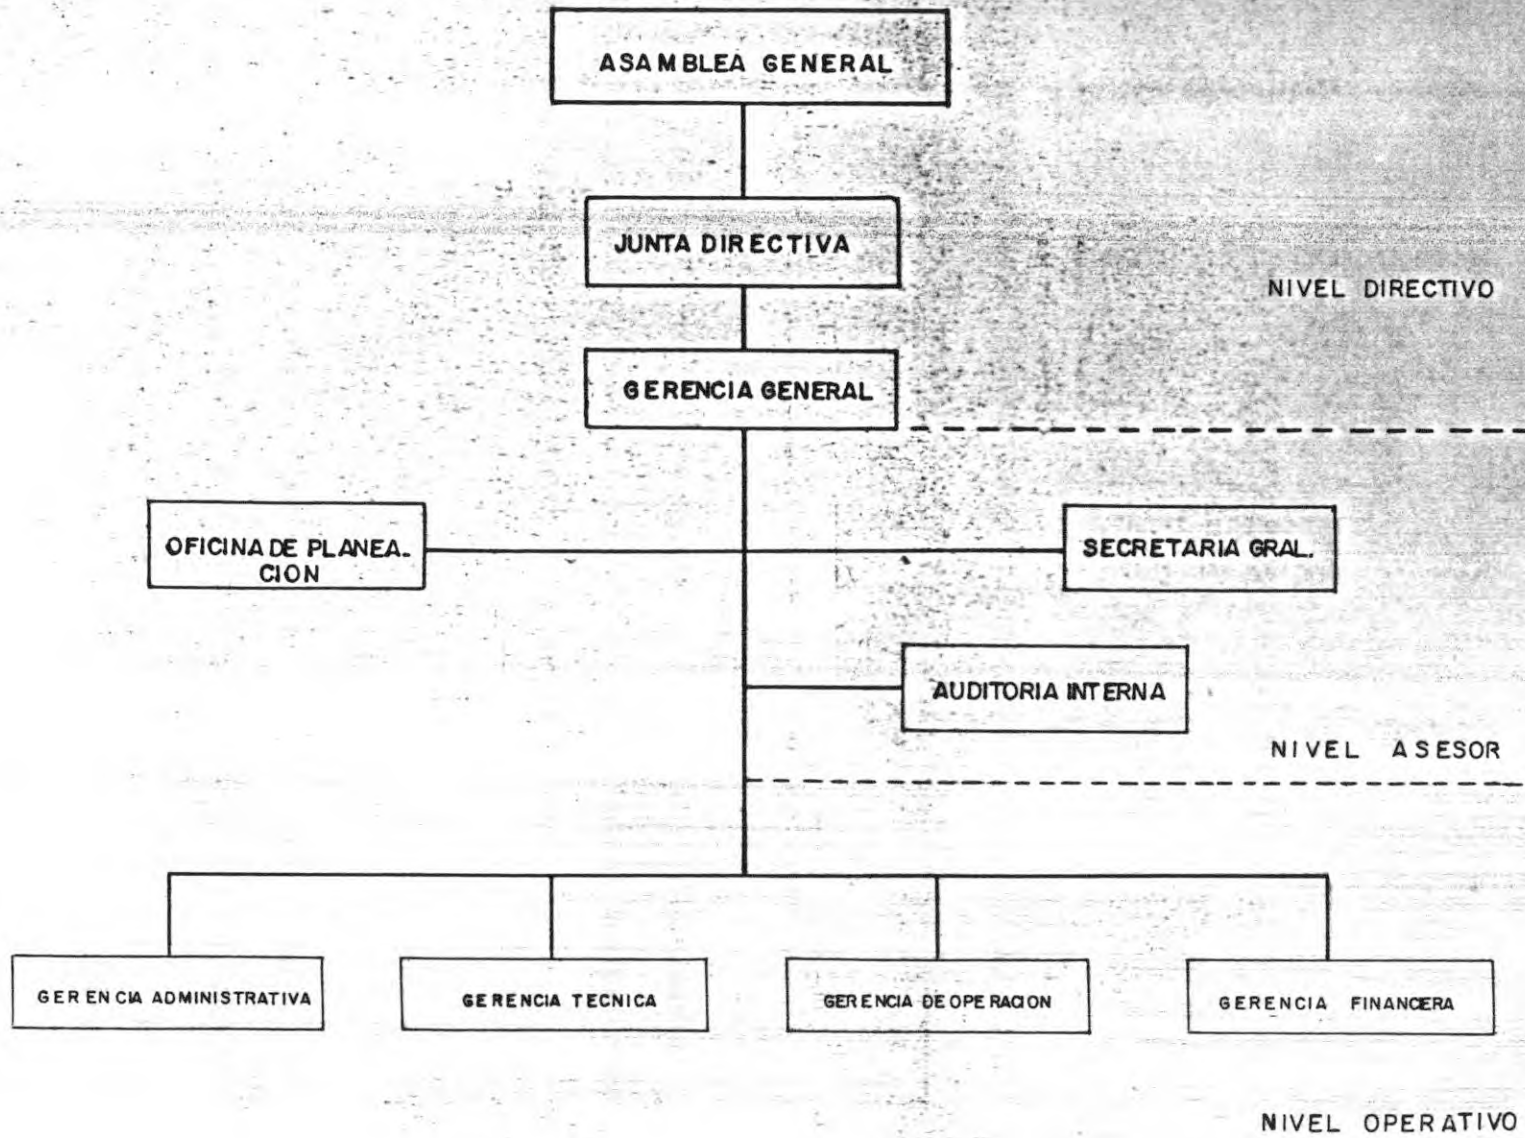 ASAMBLEA GENERAL
JUNTA DIRECTIVA
NIVEL DIRECTIVO
GERENCIA GENERAL
OFICINA DE PLANEA-
CION
SECRETARIA GRAL.
AUDITORIA INTERNA
NIVEL ASESOR
GERENCIA ADMINISTRATIVA
GERENCIA TECNICA
GERENCIA DE OPERACION
GERENCIA FINANCERA
NIVEL OPERATIVO